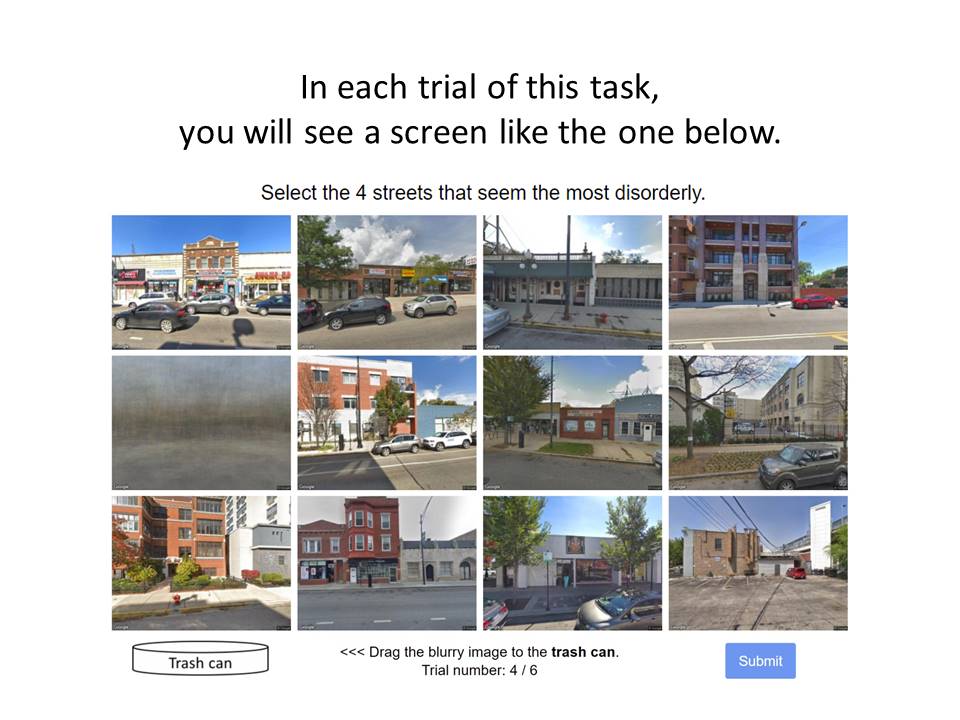 In each trial of this task,
you will see a screen like the one below.
Select the 4 streets that seem the most disorderly.
Trash can
<<< Drag the blurry image to the trash can.
Trial number: 4 / 6
Submit